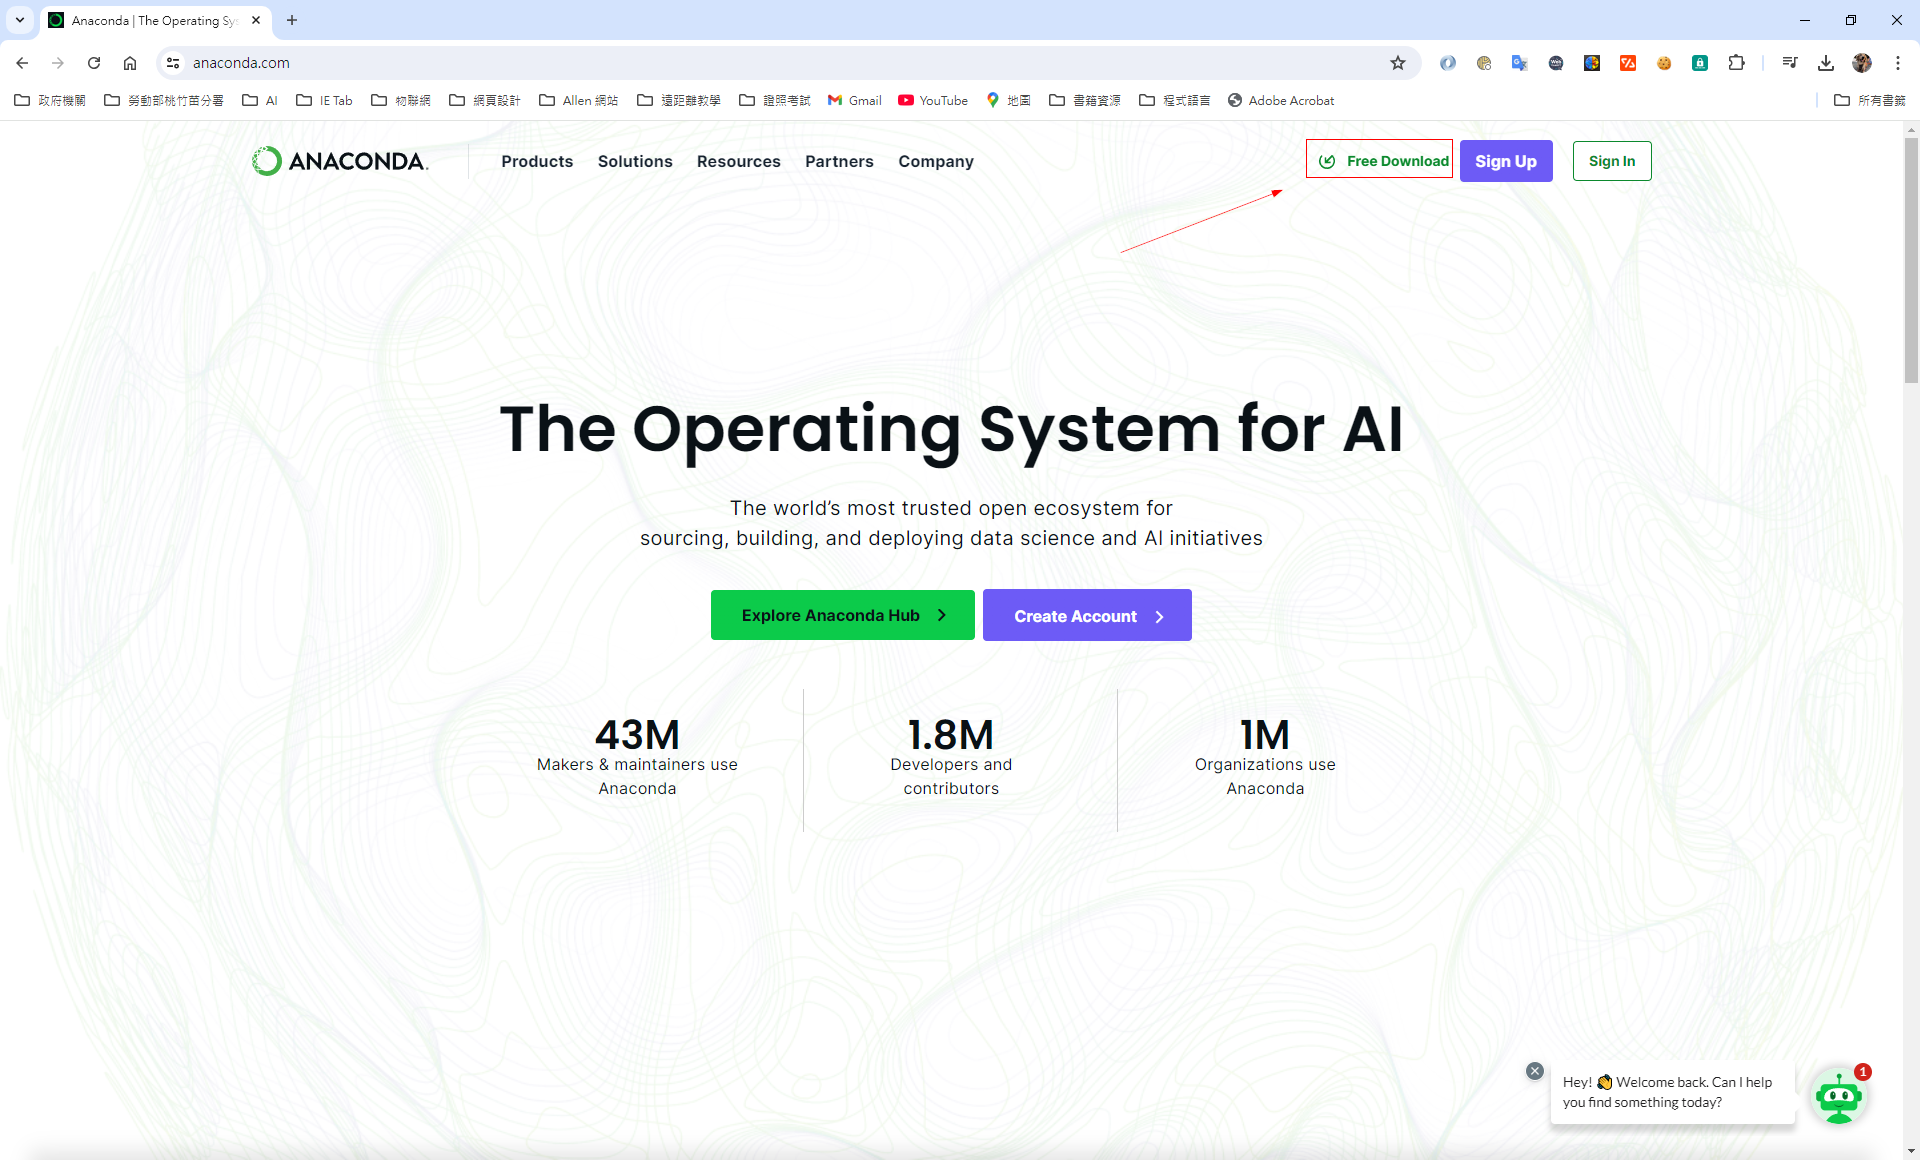 Anaconda | The Operating Sy
anaconda.com
政府機關
勞動部桃竹苗分署
AI
IE Tab
物聯網
網頁設計
Allen 網站
遠距離教學
證照考試
Gmail
YouTube
地圖
書籍資源
程式語言
Adobe Acrobat
所有書籤
ANACONDA.
Products
Solutions
Resources
Partners
Company
Free Download
Sign Up
Sign In
The Operating System for AI
The world’s most trusted open ecosystem for
sourcing, building, and deploying data science and AI initiatives
Explore Anaconda Hub
Create Account
43M
Makers & maintainers use
Anaconda
1.8M
Developers and
contributors
1M
Organizations use
Anaconda
Hey! 👏 Welcome back. Can I help
you find something today?
1